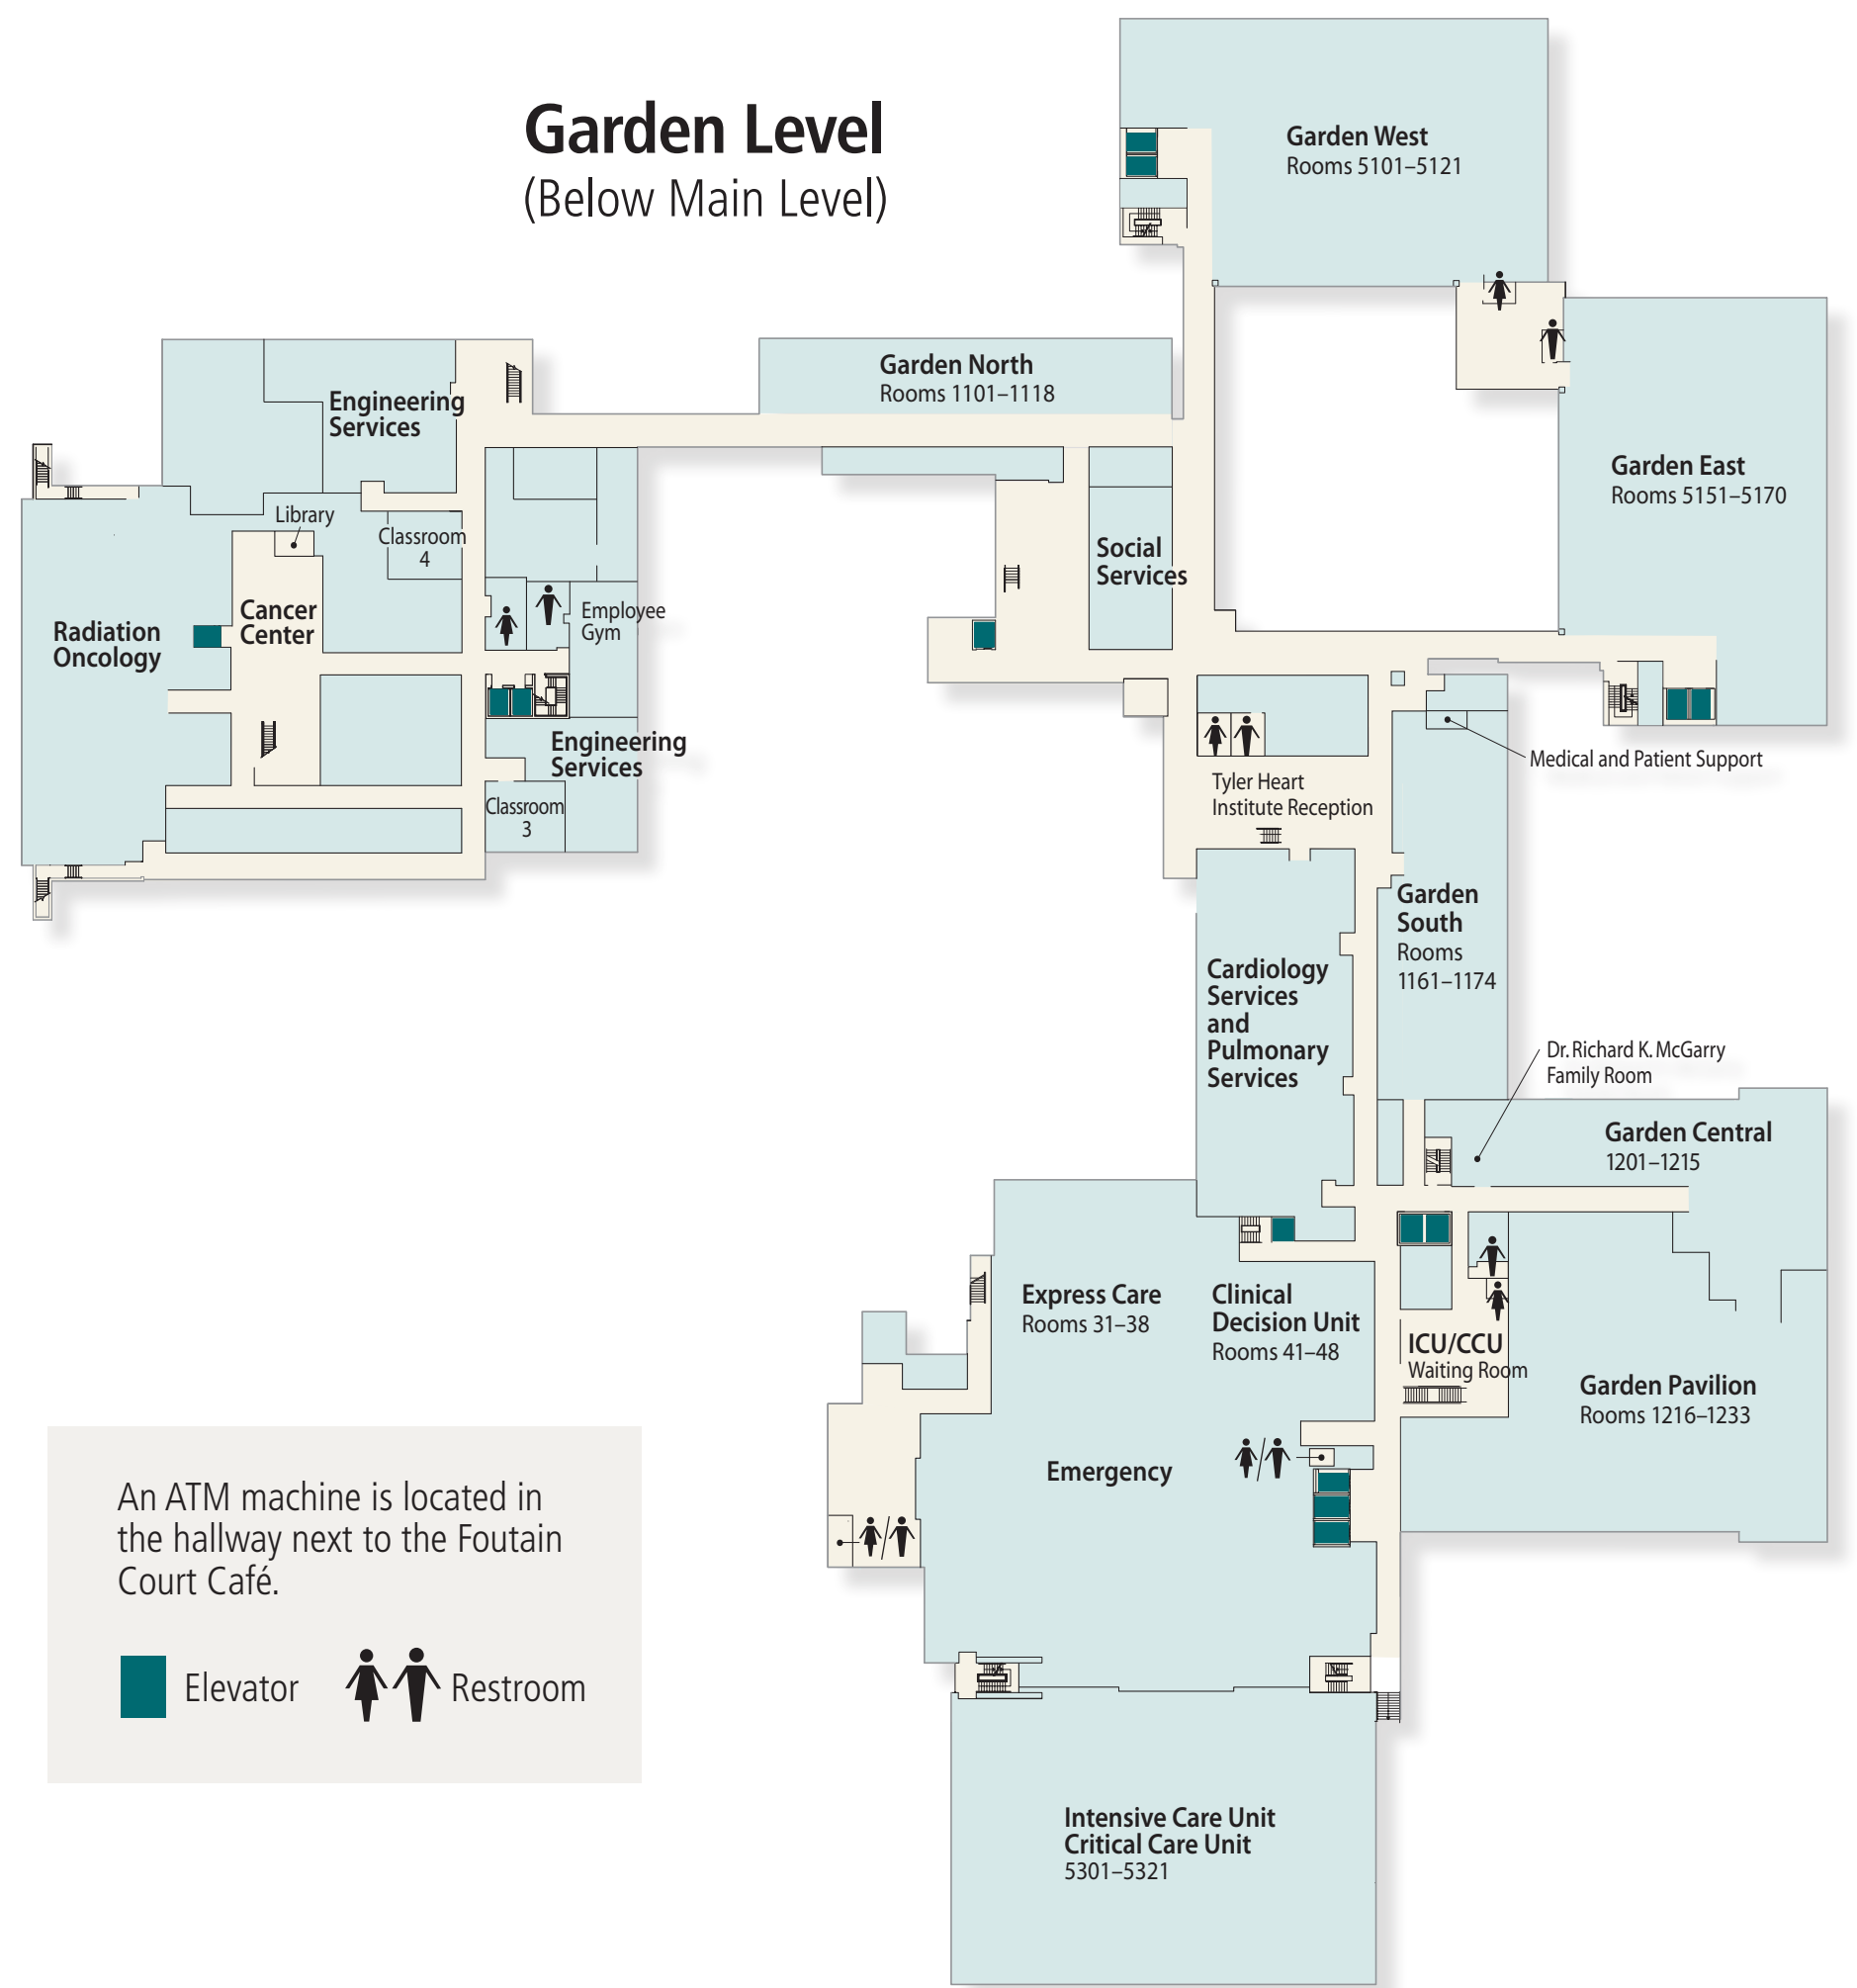 Garden Level
(Below Main Level)
Garden West
Rooms 5101–5121
Garden North
Rooms 1101–1118
Engineering
Services
Garden East
Rooms 5151–5170
Library
Classroom
4
Social
Services
Cancer
Center
Employee
Gym
Radiation
Oncology
Engineering
Services
Medical and Patient Support
Tyler Heart
Institute Reception
Classroom
3
Garden
South
Rooms
1161–1174
Cardiology
Services
and
Pulmonary
Services
Dr. Richard K. McGarry
Family Room
Garden Central
1201–1215
Express Care
Rooms 31–38
Clinical
Decision Unit
Rooms 41–48
ICU/CCU
Waiting Room
Garden Pavilion
Rooms 1216–1233
Emergency
An ATM machine is located in
the hallway next to the Foutain
Court Café.
Elevator
Restroom
Intensive Care Unit
Critical Care Unit
5301–5321